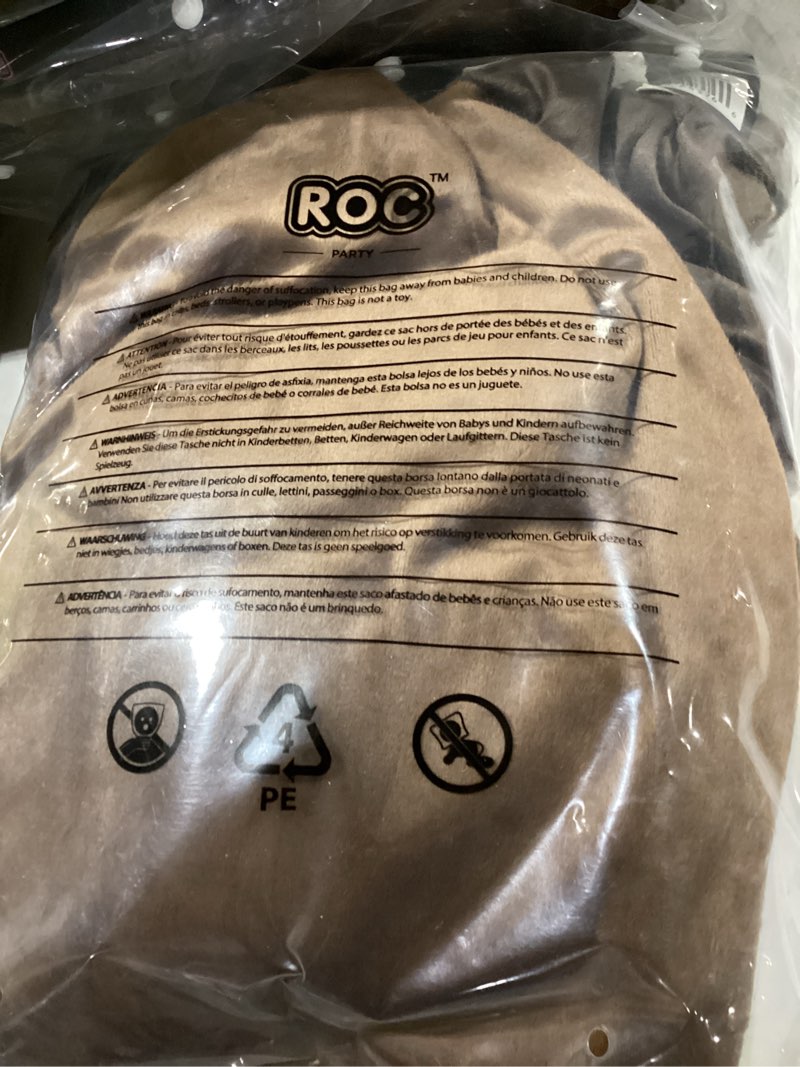 ROC™
PARTY
WARNING - To avoid the danger of suffocation, keep this bag away from babies and children. Do not use
this bag in cribs, beds, strollers, or playpens. This bag is not a toy.
ATTENTION - Pour éviter tout risque d'étouffement, gardez ce sac hors de portée des bébés et des enfants.
Ne pas utiliser ce sac dans les berceaux, les lits, les poussettes ou les parcs de jeu pour enfants. Ce sac n'est
pas un jouet.
ADVERTENCIA - Para evitar el peligro de asfixia, mantenga esta bolsa lejos de los bebés y niños. No use esta
bolsa en cunas, camas, cochecitos de bebé o corrales de bebé. Esta bolsa no es un juguete.
WARNHINWEIS - Um die Erstickungsgefahr zu vermeiden, außer Reichweite von Babys und Kindern aufbewahren.
Verwenden Sie diese Tasche nicht in Kinderbetten, Betten, Kinderwagen oder Laufgittern. Diese Tasche ist kein
Spielzeug.
AVVERTENZA - Per evitare il pericolo di soffocamento, tenere questa borsa lontano dalla portata di neonati e
bambini Non utilizzare questa borsa in culle, lettini, passeggini o box. Questa borsa non è un giocattolo.
WAARSCHUWING - Houd deze tas uit de buurt van kinderen om het risico op verstikking te voorkomen. Gebruik deze tas
niet in wiegjes, bedjes, kinderwagens of boxen. Deze tas is geen speelgoed.
ADVERTÊNCIA - Para evitar o risco de sufocamento, mantenha este saco afastado de bebês e crianças. Não use este saco em
berços, camas, carrinhos ou Este saco não é um brinquedo.
4
PE